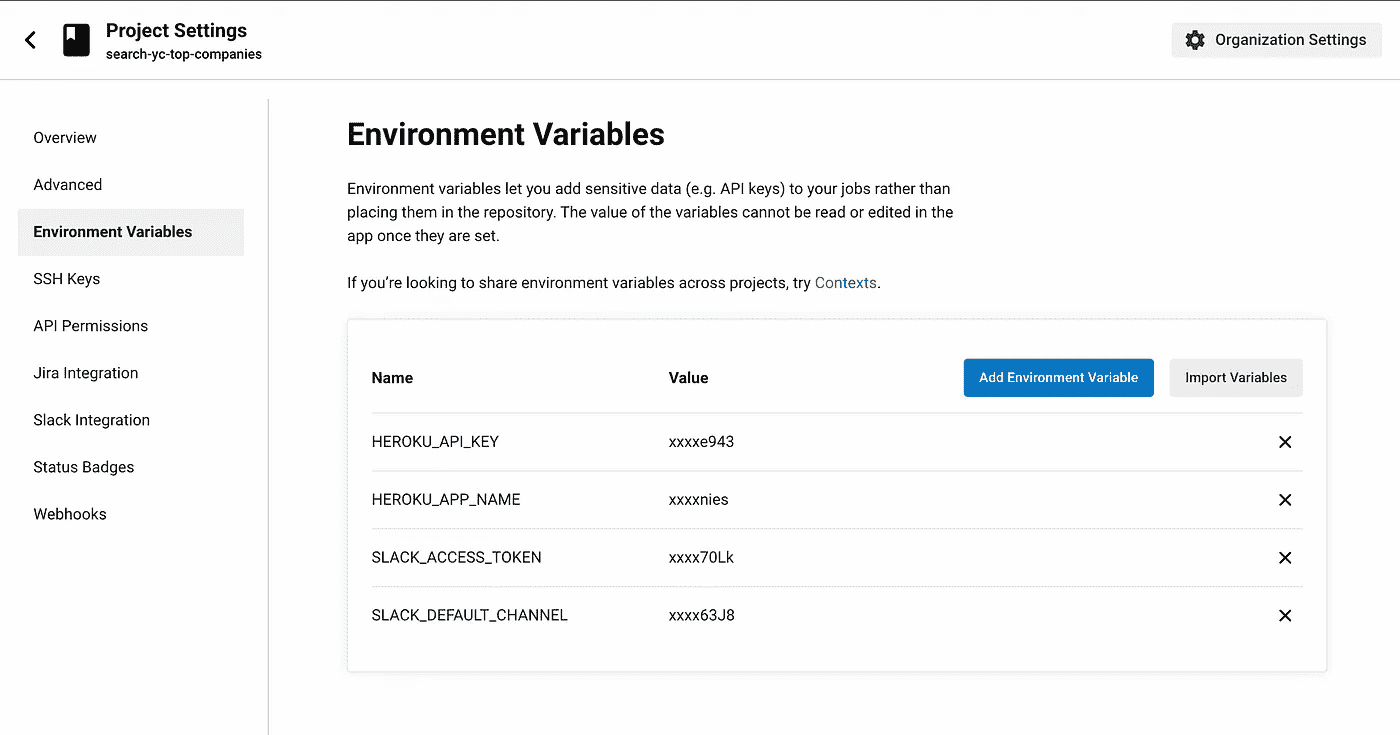 Project Settings
search-yc-top-companies
Organization Settings
Overview
Advanced
Environment Variables
SSH Keys
API Permissions
Jira Integration
Slack Integration
Status Badges
Webhooks
Environment Variables
Environment variables let you add sensitive data (e.g. API keys) to your jobs rather than
placing them in the repository. The value of the variables cannot be read or edited in the
app once they are set.
If you’re looking to share environment variables across projects, try Contexts.
Name Value Add Environment Variable Import Variables
HEROKU_API_KEY xxxxe943
HEROKU_APP_NAME xxxxnies
SLACK_ACCESS_TOKEN xxxx70Lk
SLACK_DEFAULT_CHANNEL xxxx63J8